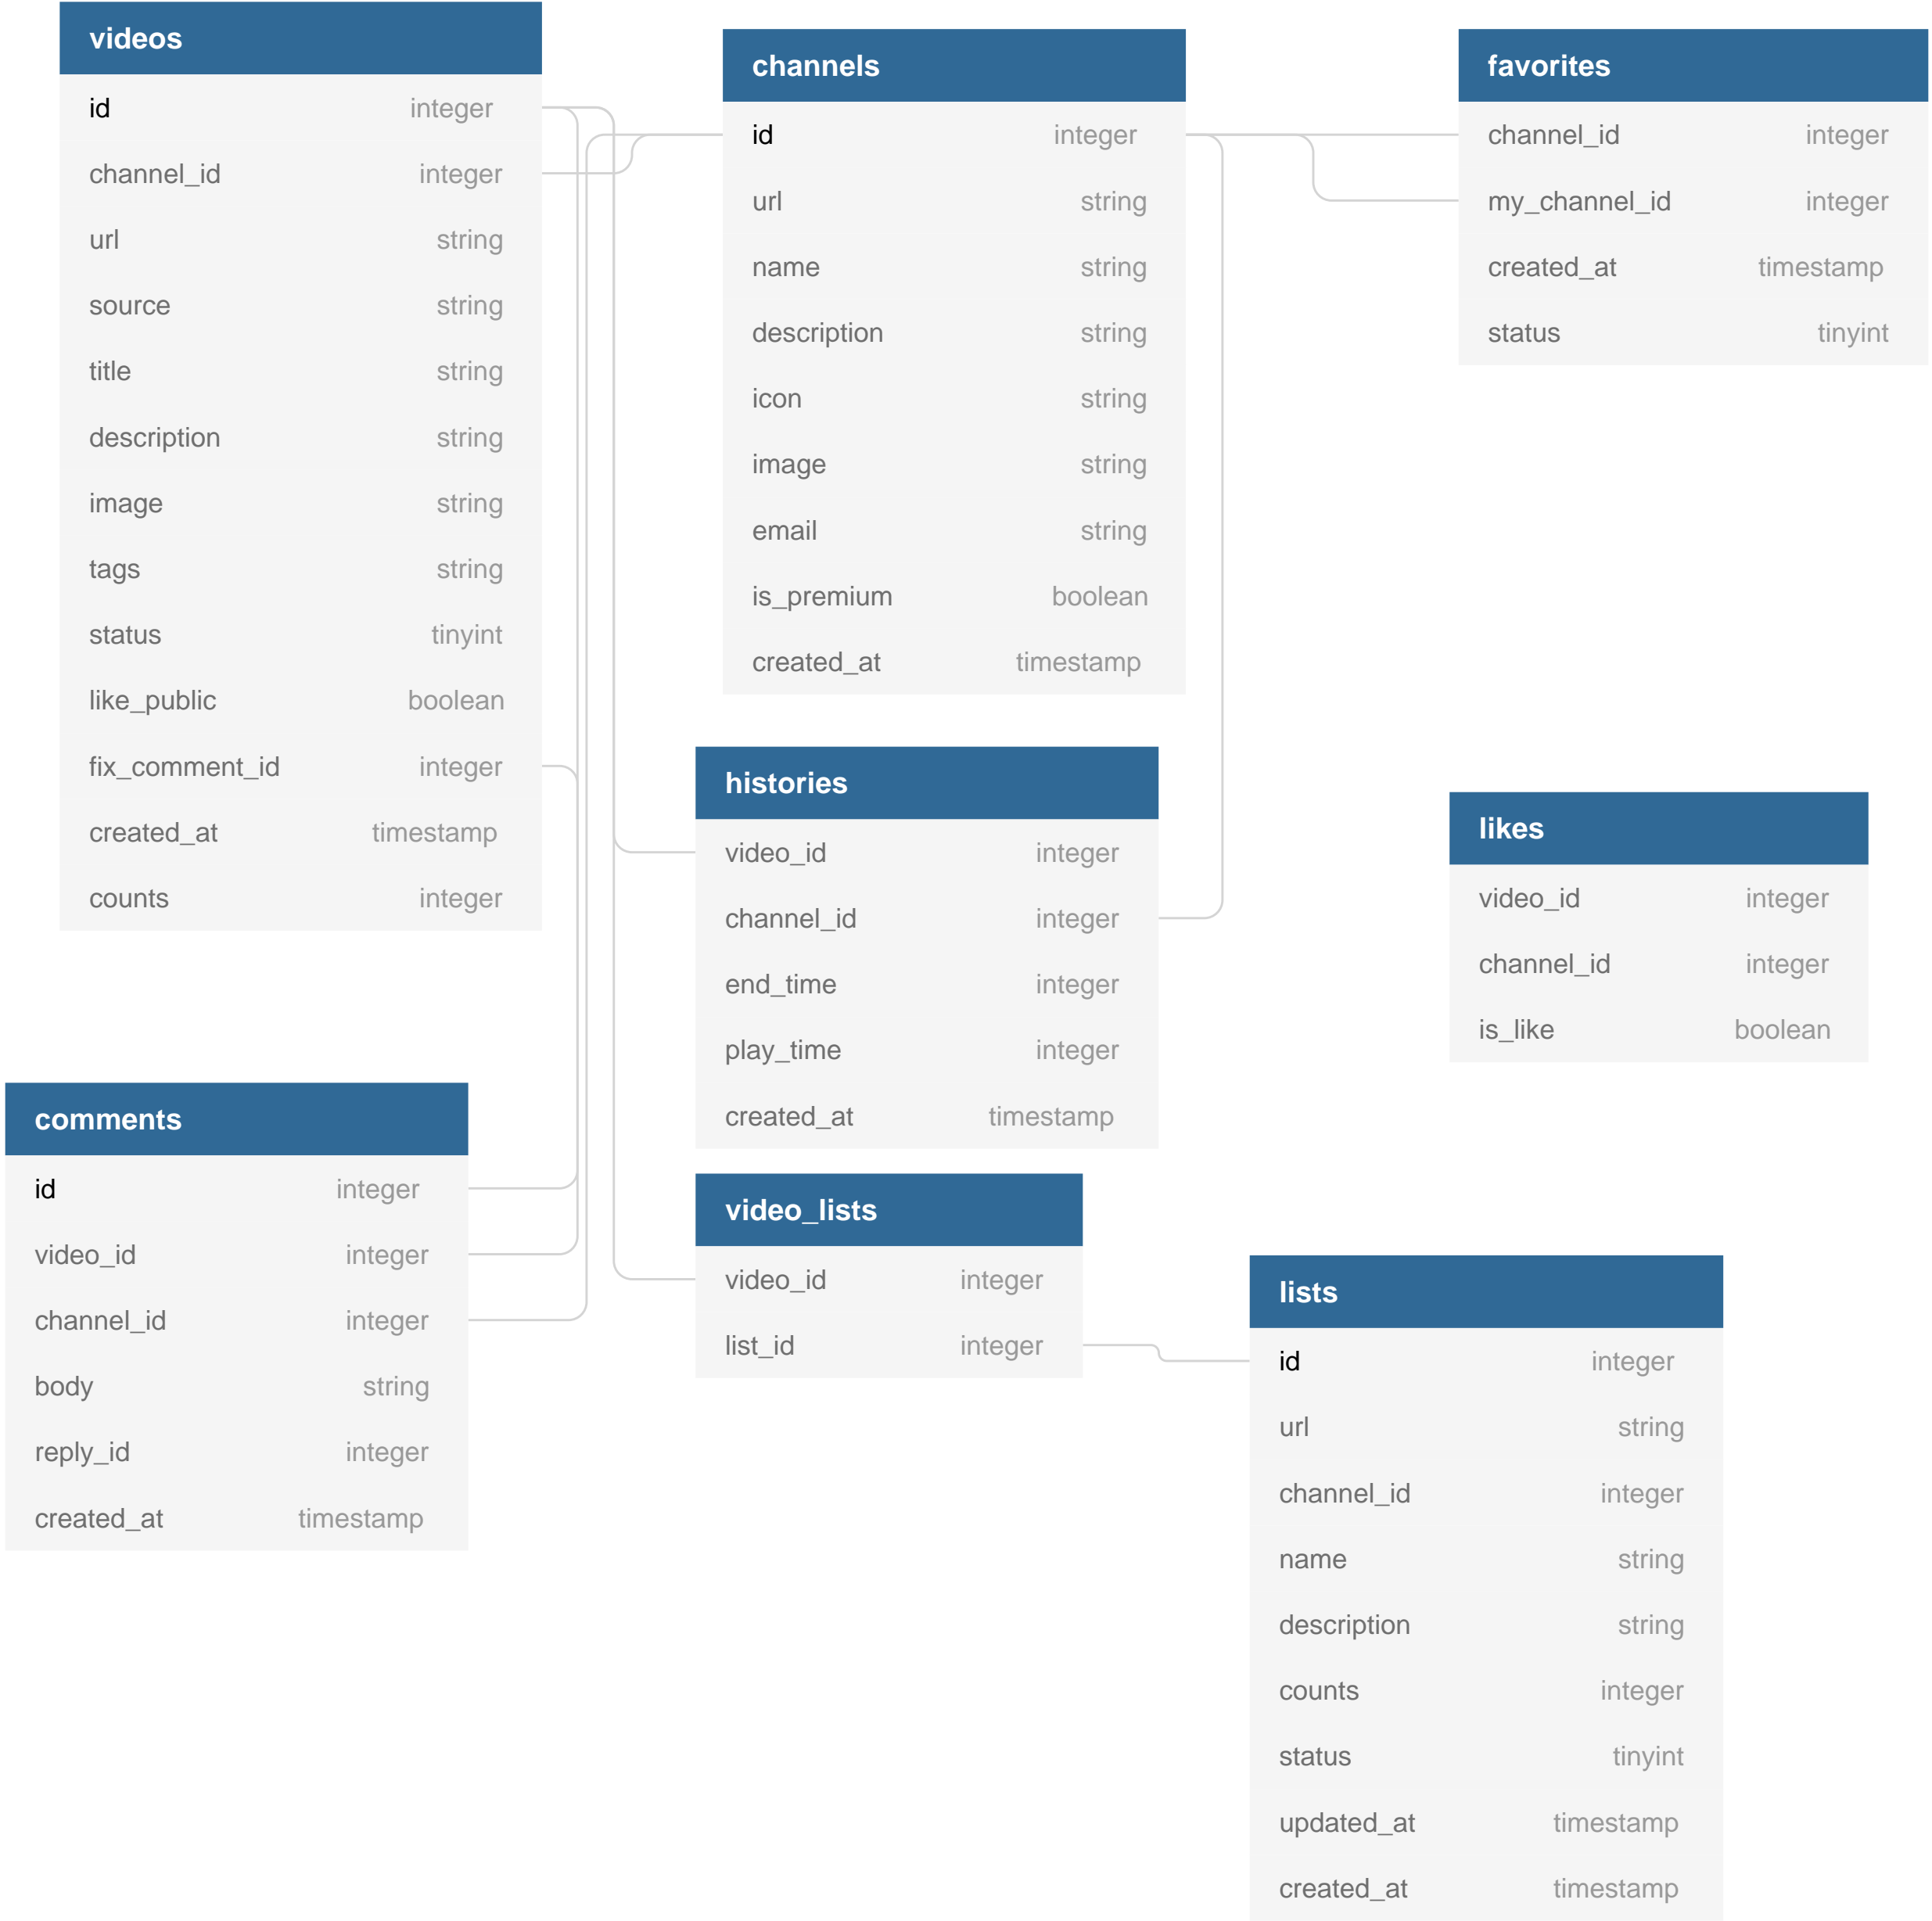 videos
id integer
channel_id integer
url string
source string
title string
description string
image string
tags string
status tinyint
like_public boolean
fix_comment_id integer
created_at timestamp
counts integer
channels
id integer
url string
name string
description string
icon string
image string
email string
is_premium boolean
created_at timestamp
favorites
channel_id integer
my_channel_id integer
created_at timestamp
status tinyint
histories
video_id integer
channel_id integer
end_time integer
play_time integer
created_at timestamp
likes
video_id integer
channel_id integer
is_like boolean
comments
id integer
video_id integer
channel_id integer
body string
reply_id integer
created_at timestamp
video_lists
video_id integer
list_id integer
lists
id integer
url string
channel_id integer
name string
description string
counts integer
status tinyint
updated_at timestamp
created_at timestamp